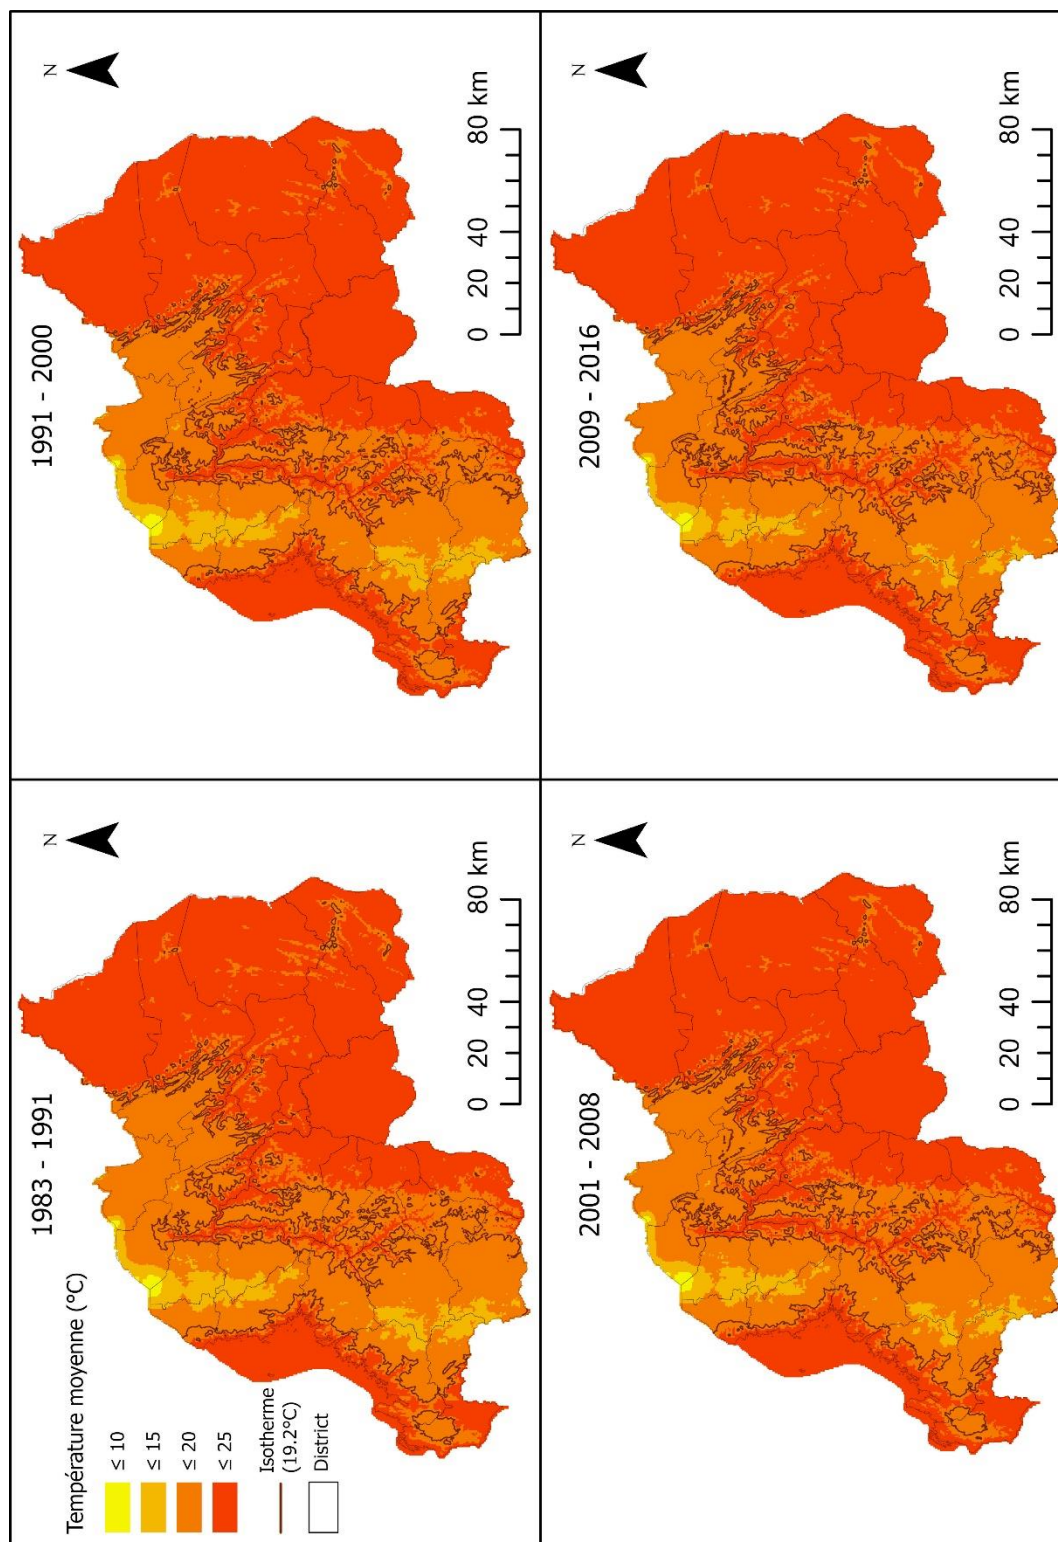 1983 - 1991
N
Température moyenne (°C)
≤ 10
≤ 15
≤ 20
≤ 25
Isotherme
(19.2°C)
District
0 20 40 80 km
1991 - 2000
N
0 20 40 80 km
2001 - 2008
N
0 20 40 80 km
2009 - 2016
N
0 20 40 80 km